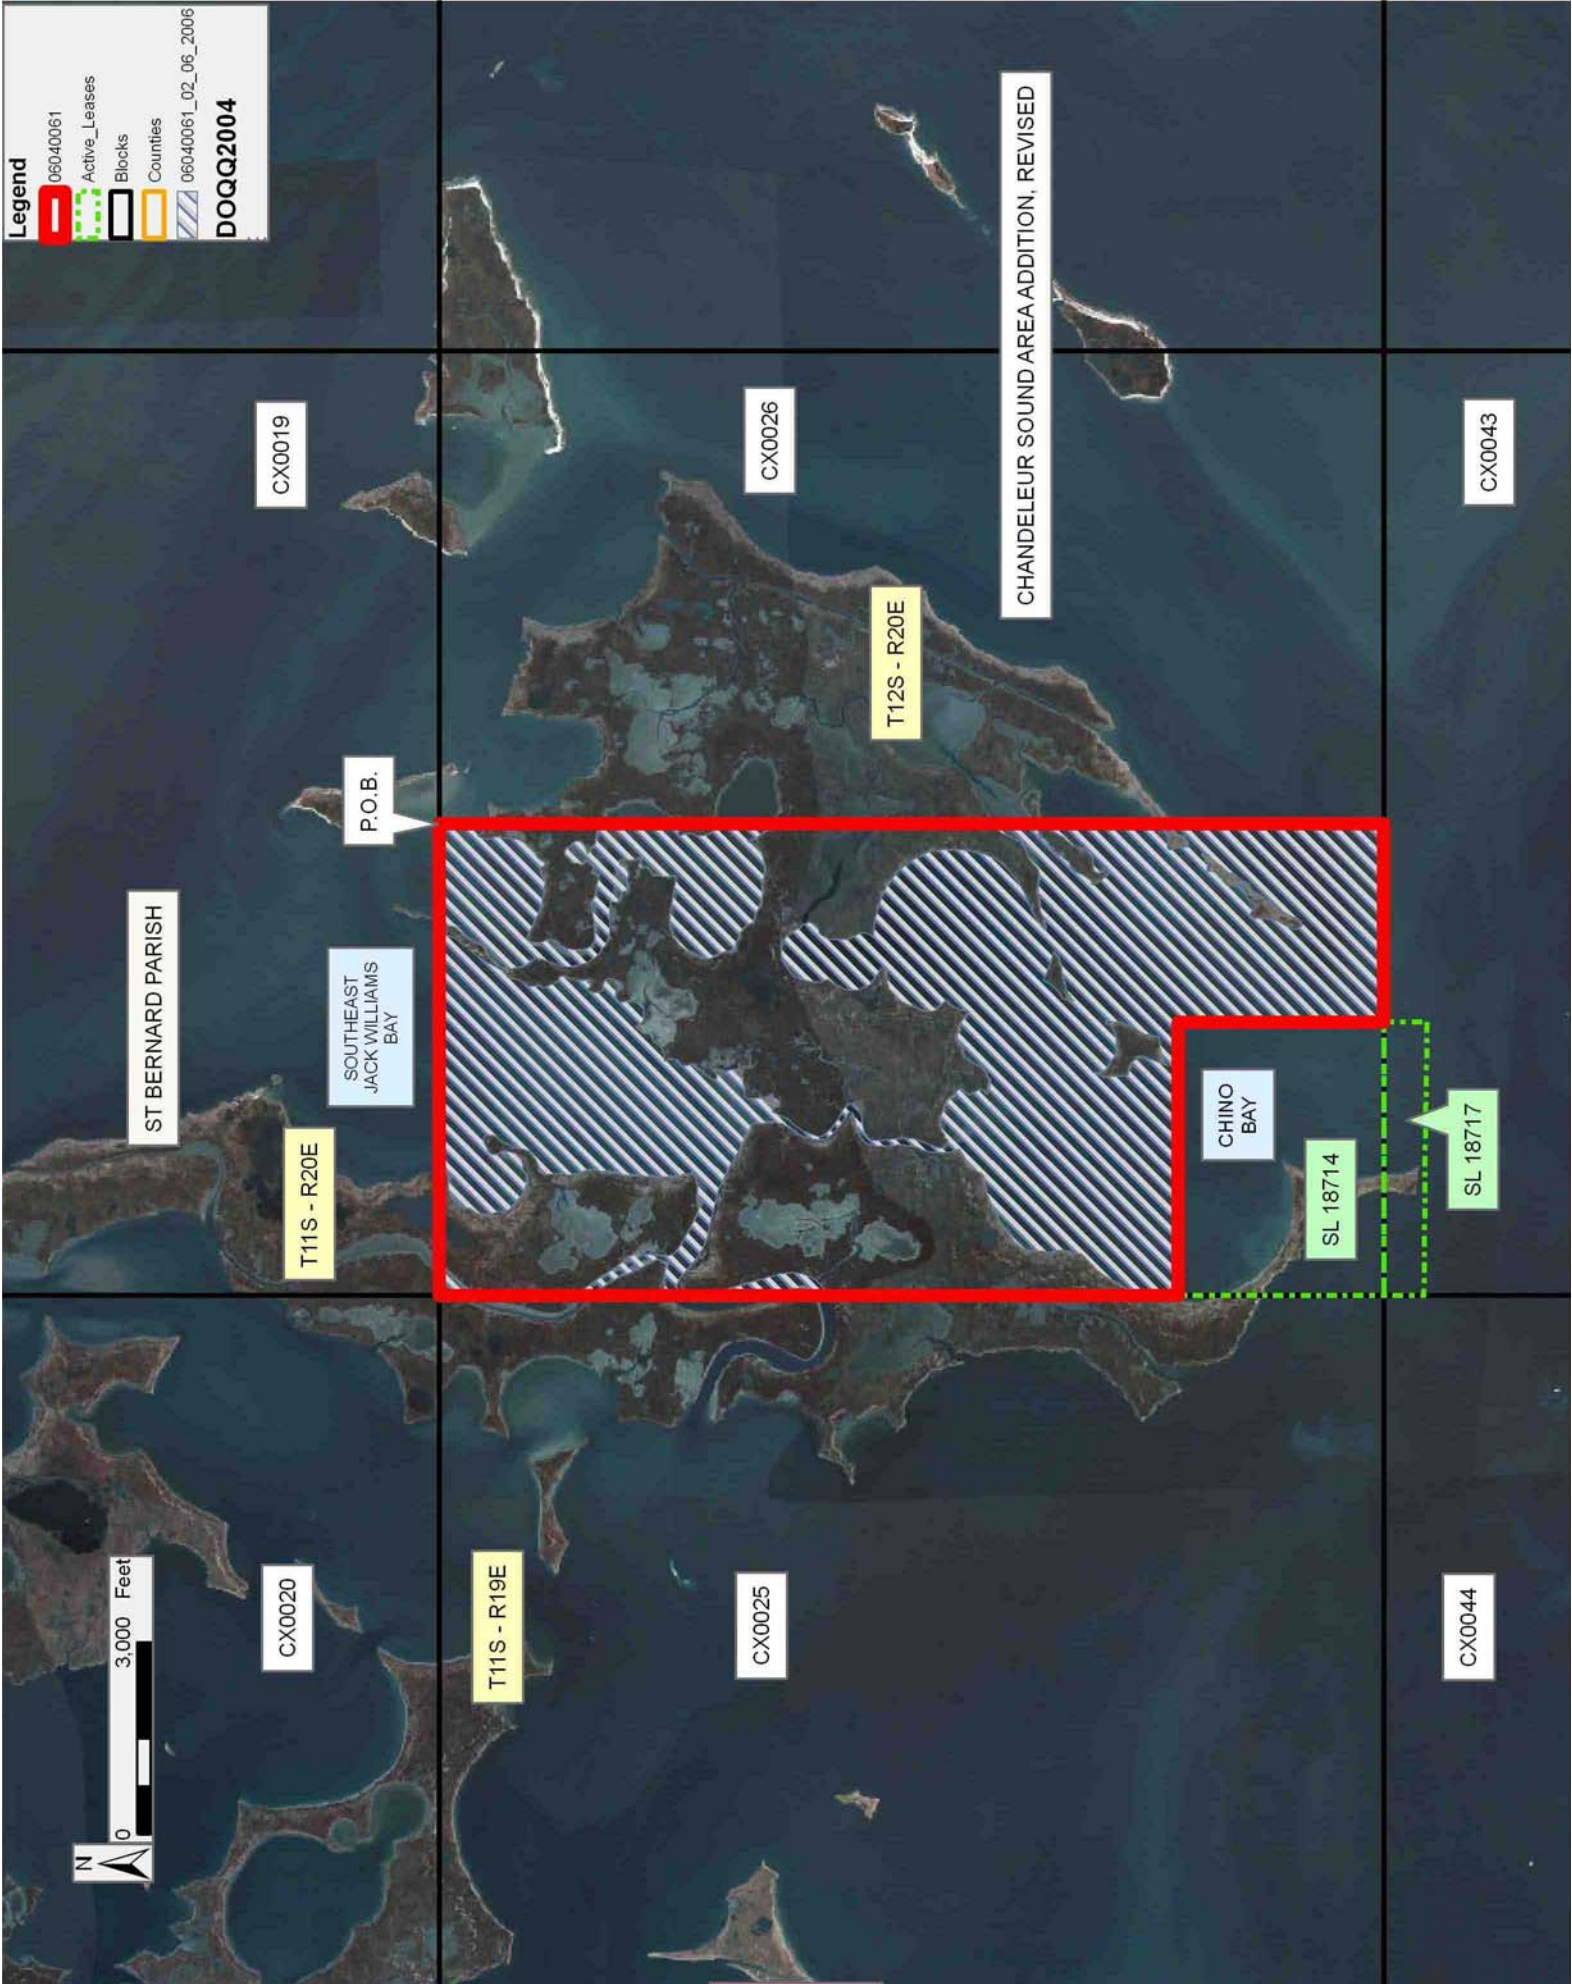 Legend
06040061
Active_Leases
Blocks
Counties
06040061_02_06_2006
DOQQ2004
N
0 3,000 Feet
ST BERNARD PARISH
CX0020
T11S - R20E
SOUTHEAST
JACK WILLIAMS
BAY
P.O.B.
CX0019
T11S - R19E
CX0025
T12S - R20E
CX0026
CHANDELEUR SOUND AREA ADDITION, REVISED
CHINO
BAY
SL 18714
SL 18717
CX0044
CX0043